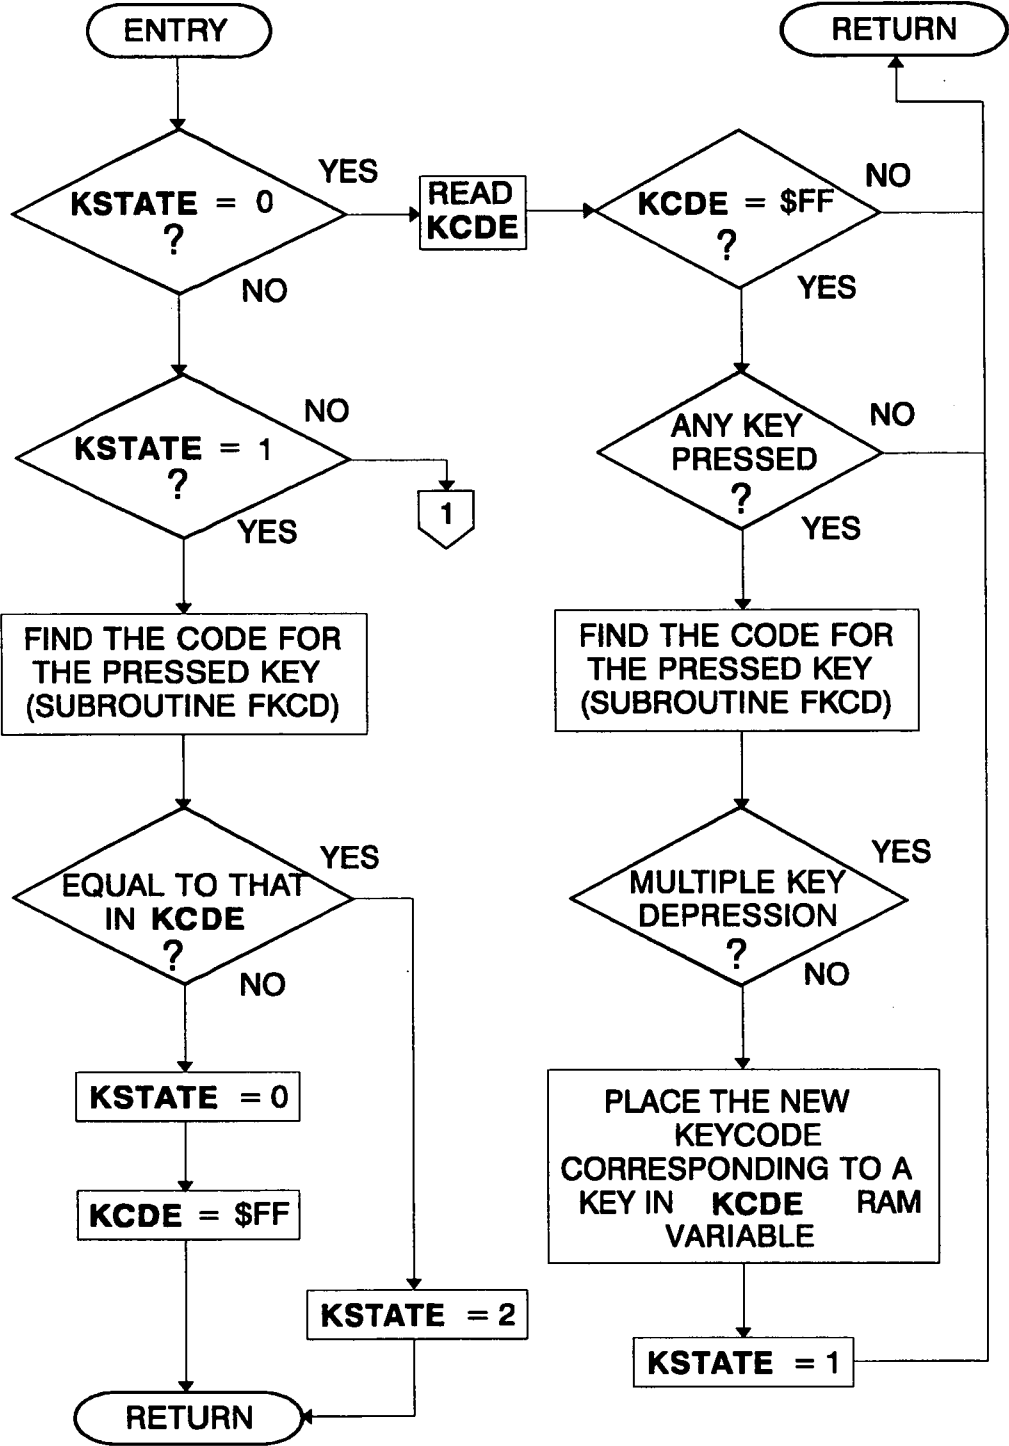 ENTRY
RETURN
KSTATE = 0
?
YES
NO
READ
KCDE
KCDE = $FF
?
NO
YES
KSTATE = 1
?
NO
YES
1
ANY KEY
PRESSED
?
NO
YES
FIND THE CODE FOR
THE PRESSED KEY
(SUBROUTINE FKCD)
FIND THE CODE FOR
THE PRESSED KEY
(SUBROUTINE FKCD)
EQUAL TO THAT
IN KCDE
?
YES
NO
MULTIPLE KEY
DEPRESSION
?
YES
NO
KSTATE = 0
KCDE = $FF
KSTATE = 2
RETURN
PLACE THE NEW
KEYCODE
CORRESPONDING TO A
KEY IN KCDE RAM
VARIABLE
KSTATE = 1